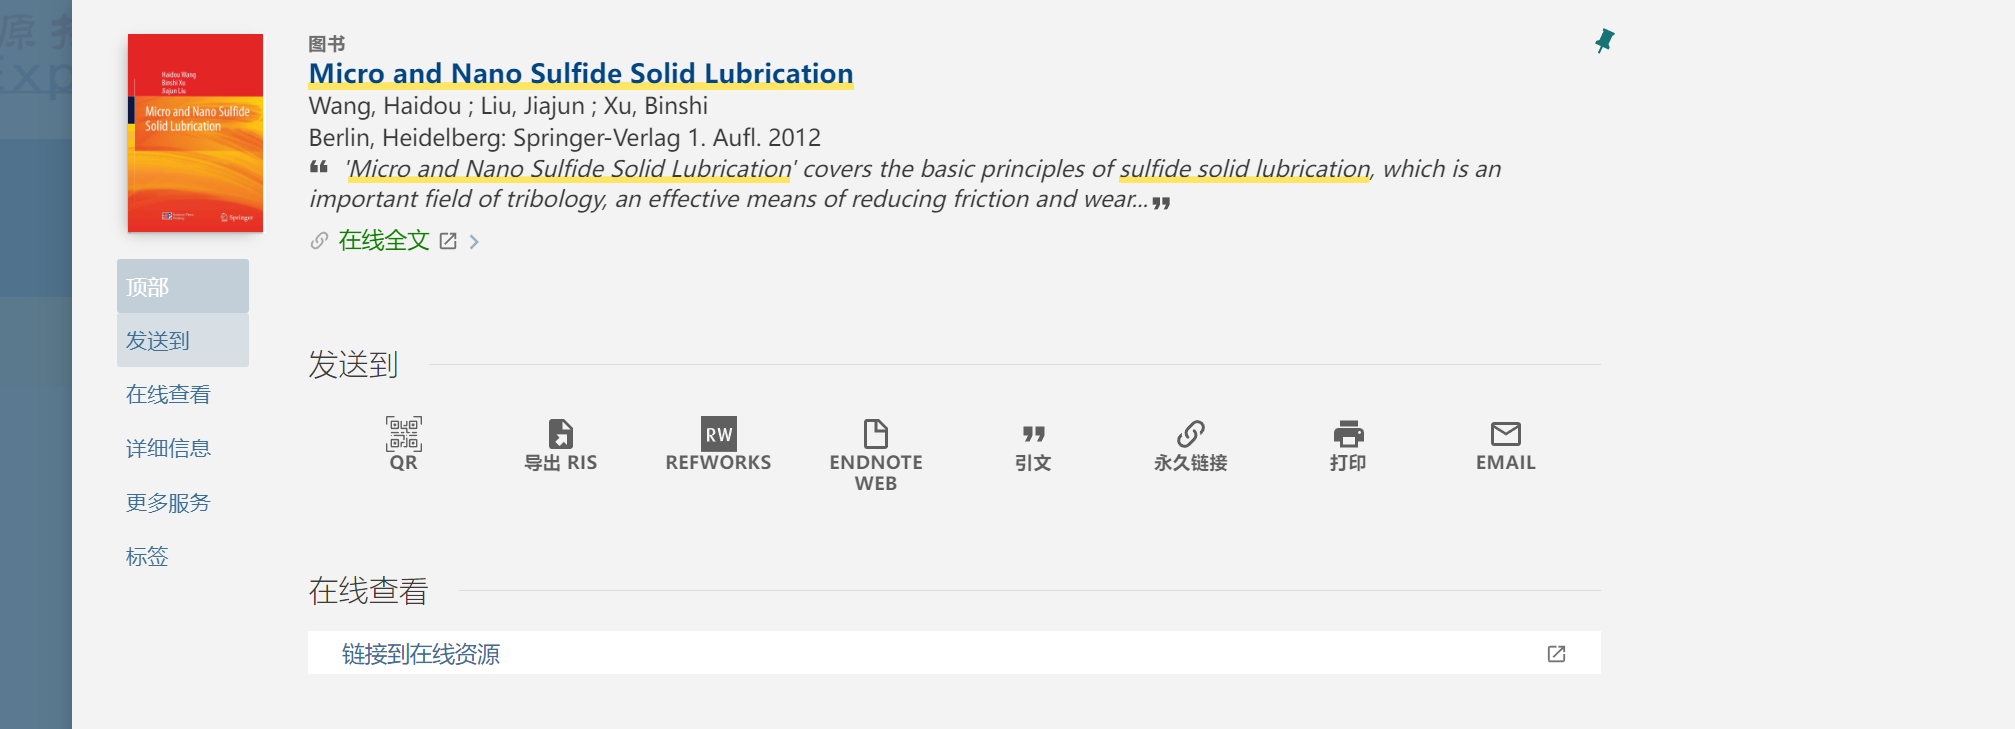 原
Exp
Haidou Wang
Binshi Xu
Jiajun Liu
Micro and Nano Sulfide
Solid Lubrication
Springer
图书
Micro and Nano Sulfide Solid Lubrication
Wang, Haidou ; Liu, Jiajun ; Xu, Binshi
Berlin, Heidelberg: Springer-Verlag 1. Aufl. 2012
❝ 'Micro and Nano Sulfide Solid Lubrication' covers the basic principles of sulfide solid lubrication, which is an
important field of tribology, an effective means of reducing friction and wear... ❞
在线全文
顶部
发送到
在线查看
详细信息
更多服务
标签
发送到
QR
导出 RIS
RW
REFWORKS
ENDNOTE
WEB
引文
永久链接
打印
EMAIL
在线查看
链接到在线资源